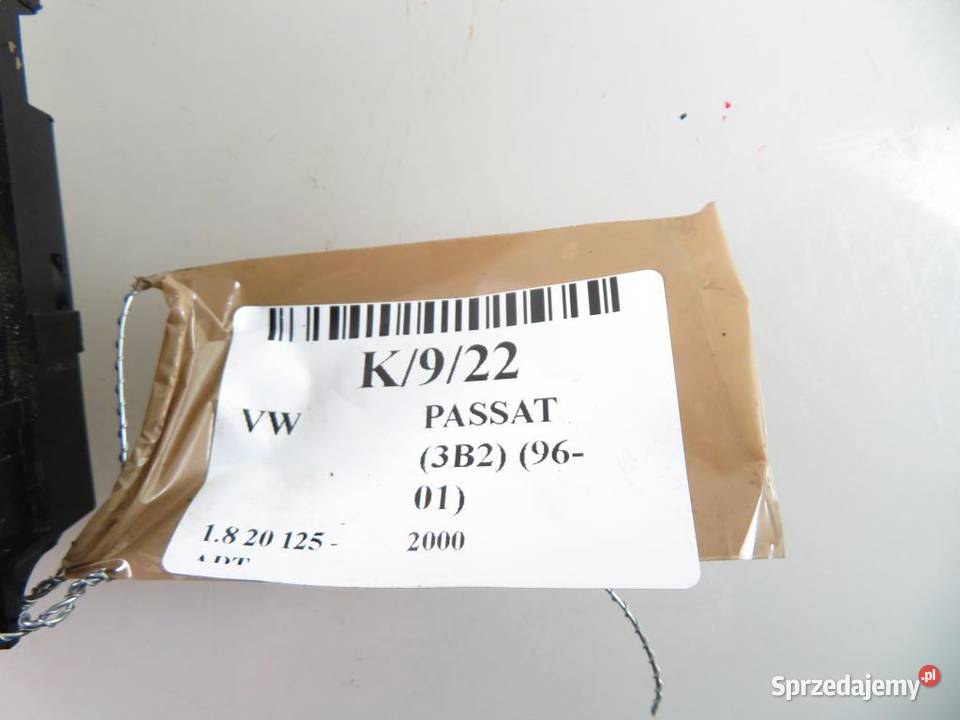 K/9/22
VW PASSAT
(3B2) (96-
01)
1.8 20 125 - 2000
Sprzedajemy.pl